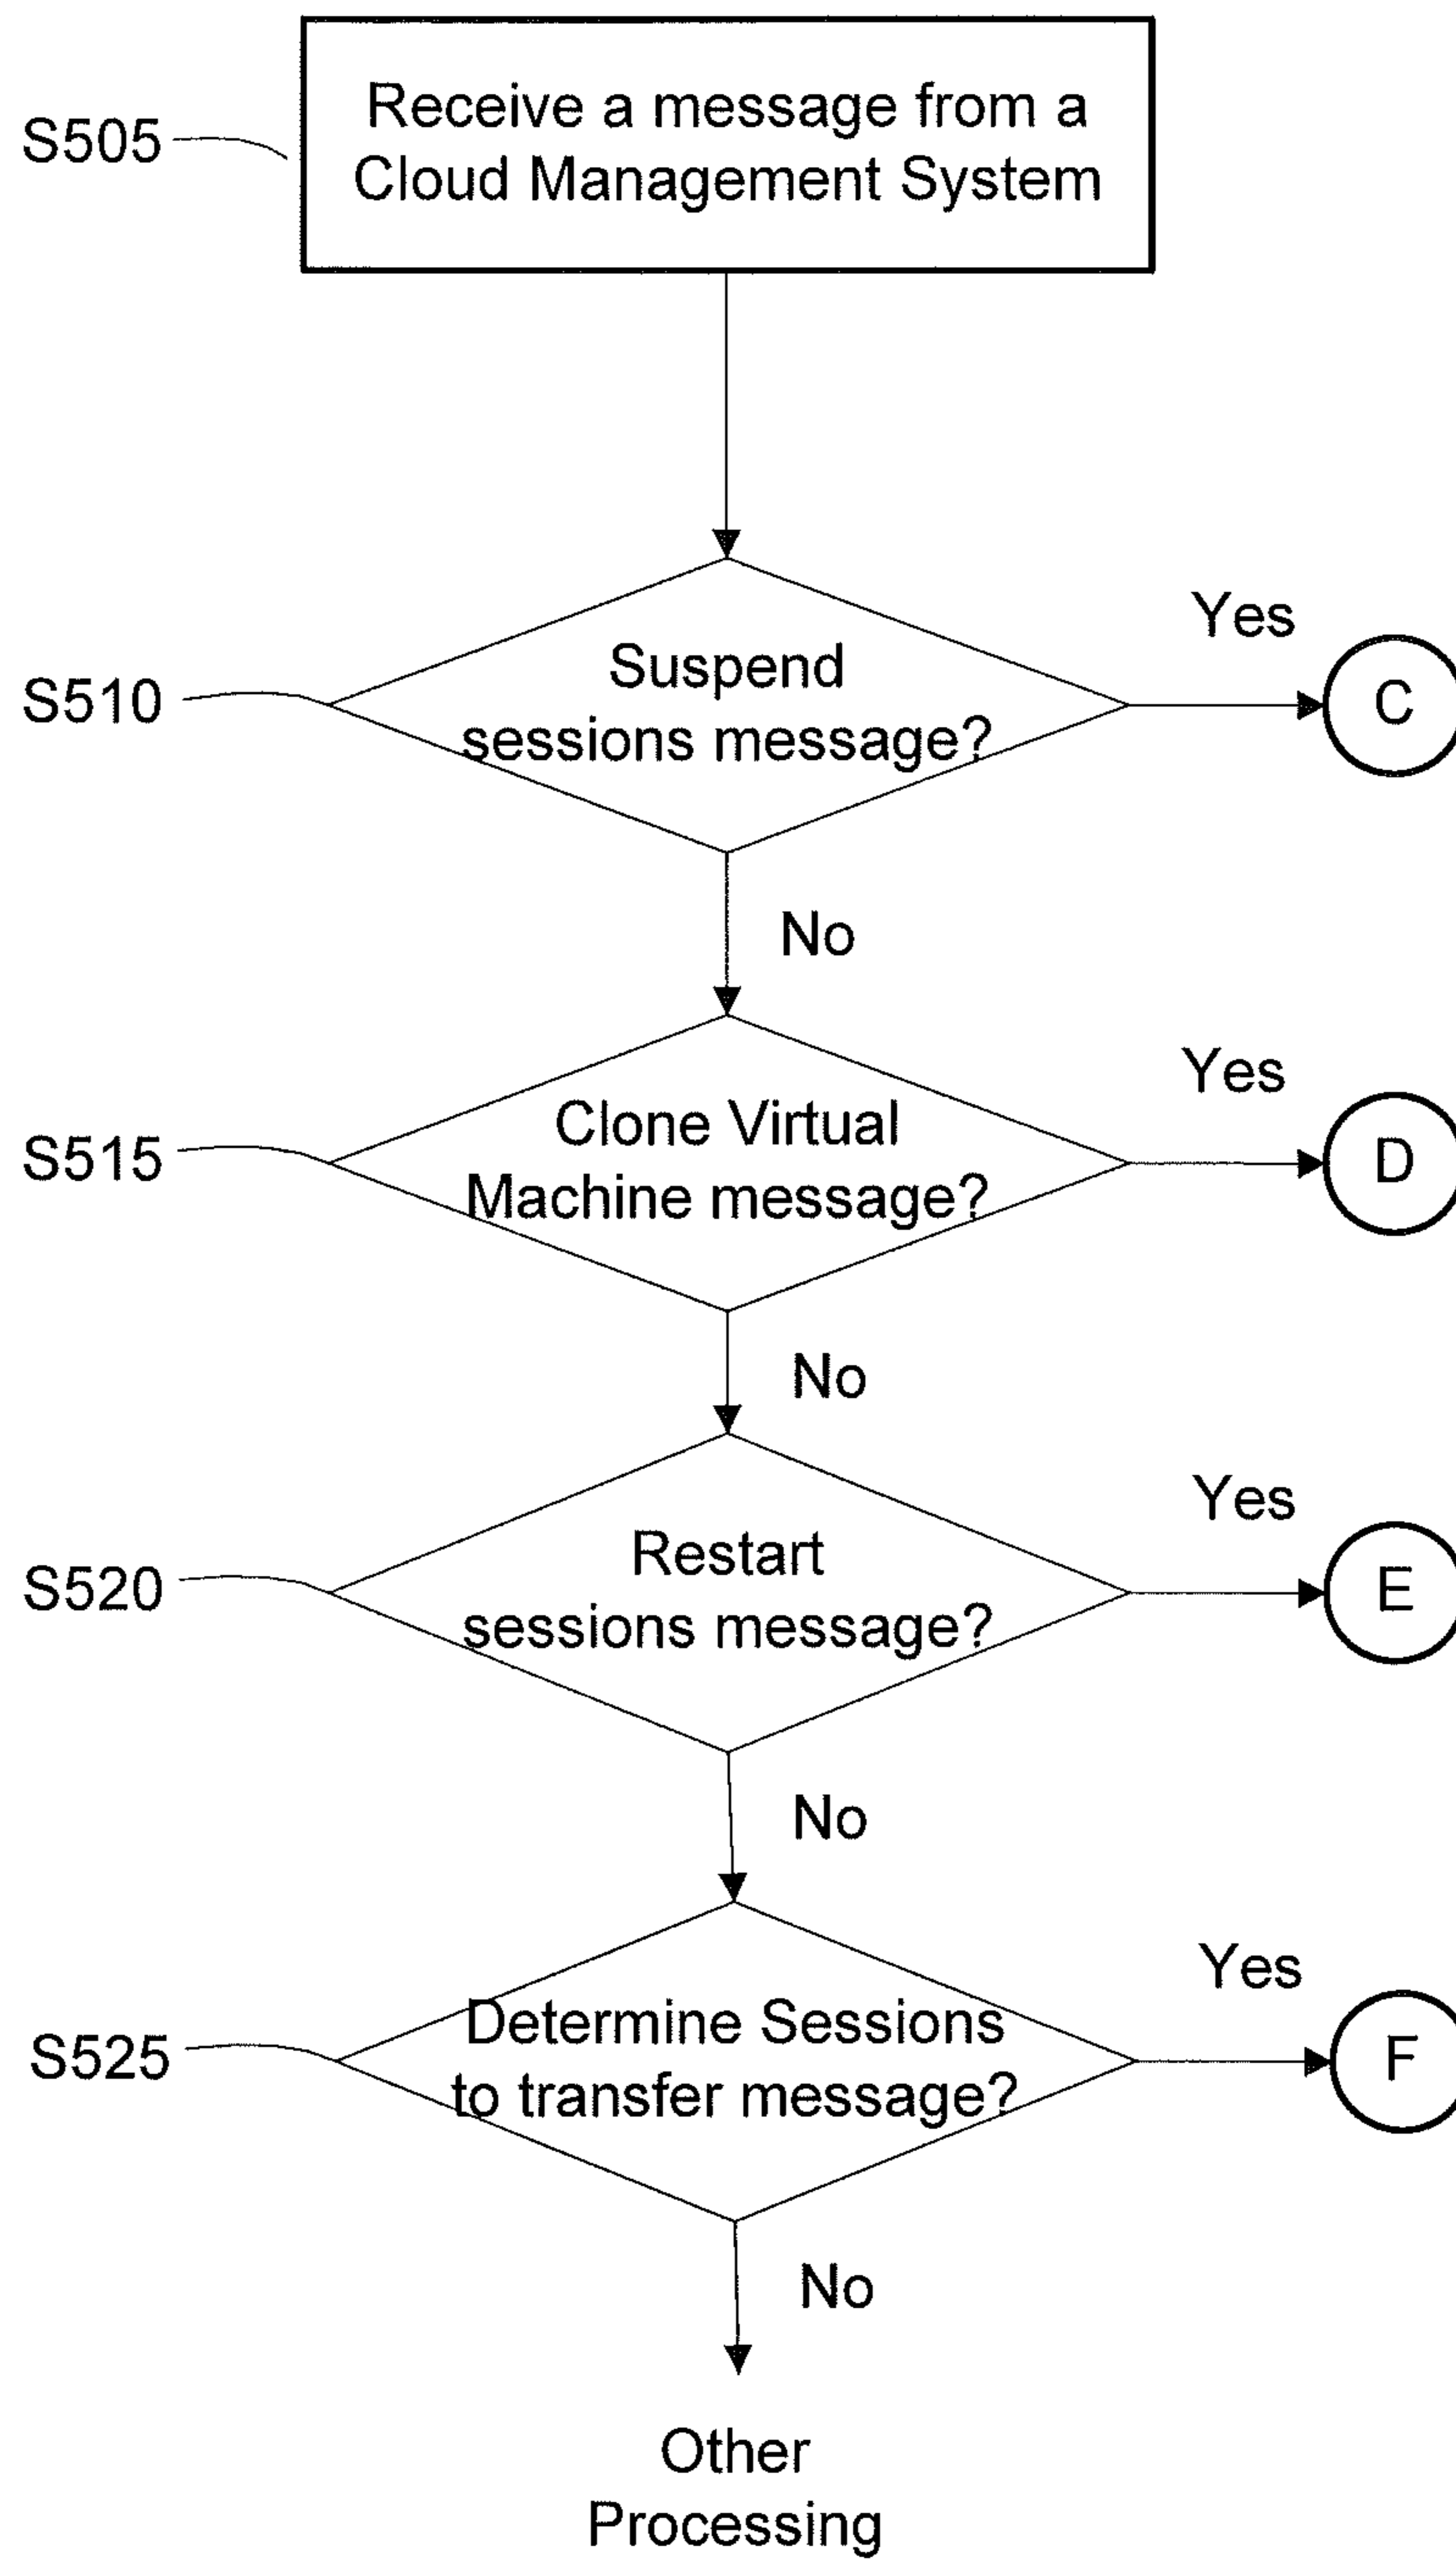 Receive a message from a
Cloud Management System
S505
Suspend
sessions message?
S510
Yes
C
No
Clone Virtual
Machine message?
S515
Yes
D
No
Restart
sessions message?
S520
Yes
E
No
Determine Sessions
to transfer message?
S525
Yes
F
No
Other
Processing